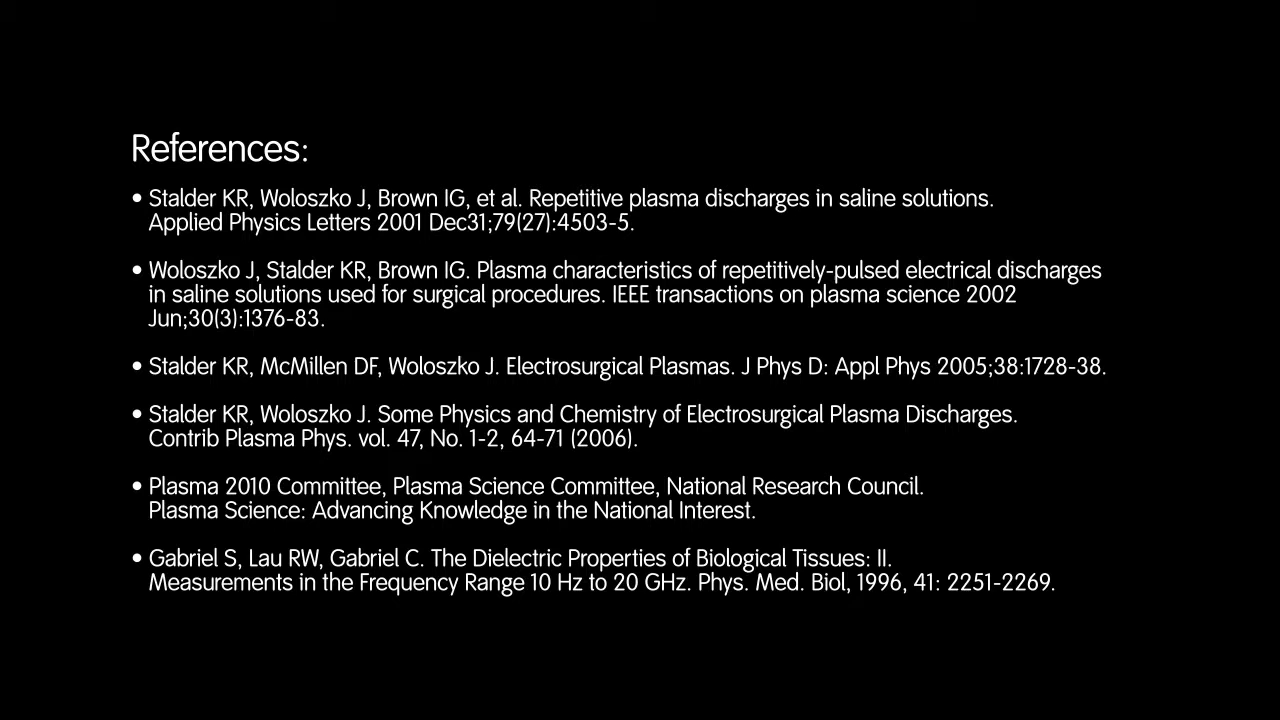 References:
• Stalder KR, Woloszko J, Brown IG, et al. Repetitive plasma discharges in saline solutions.
Applied Physics Letters 2001 Dec31;79(27):4503-5.
• Woloszko J, Stalder KR, Brown IG. Plasma characteristics of repetitively-pulsed electrical discharges
in saline solutions used for surgical procedures. IEEE transactions on plasma science 2002
Jun;30(3):1376-83.
• Stalder KR, McMillen DF, Woloszko J. Electrosurgical Plasmas. J Phys D: Appl Phys 2005;38:1728-38.
• Stalder KR, Woloszko J. Some Physics and Chemistry of Electrosurgical Plasma Discharges.
Contrib Plasma Phys. vol. 47, No. 1-2, 64-71 (2006).
• Plasma 2010 Committee, Plasma Science Committee, National Research Council.
Plasma Science: Advancing Knowledge in the National Interest.
• Gabriel S, Lau RW, Gabriel C. The Dielectric Properties of Biological Tissues: II.
Measurements in the Frequency Range 10 Hz to 20 GHz. Phys. Med. Biol, 1996, 41: 2251-2269.